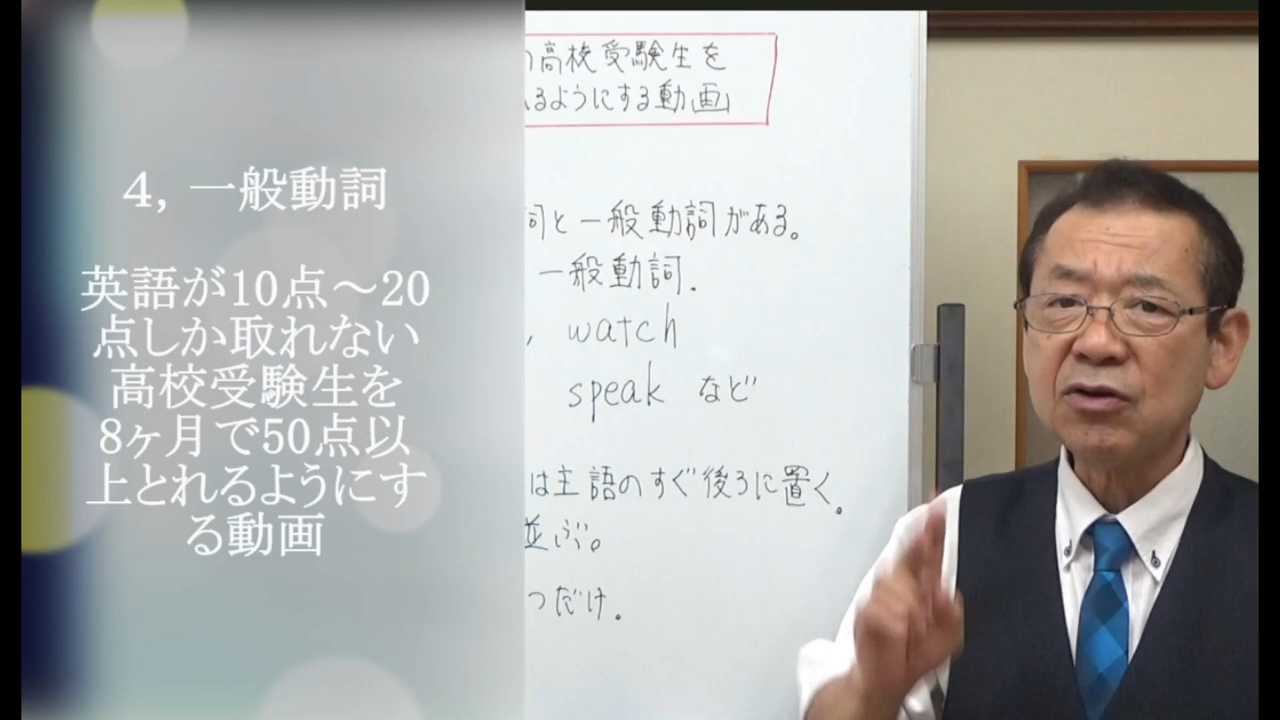 4, 一般動詞
英語が10点～20
点しか取れない
高校受験生を
8ヶ月で50点以
上とれるようにす
る動画
高校受験生を
るようにする動画
詞と一般動詞がある。
一般動詞.
, watch
speak など
は主語のすぐ後ろに置く。
並ぶ。
つだけ。